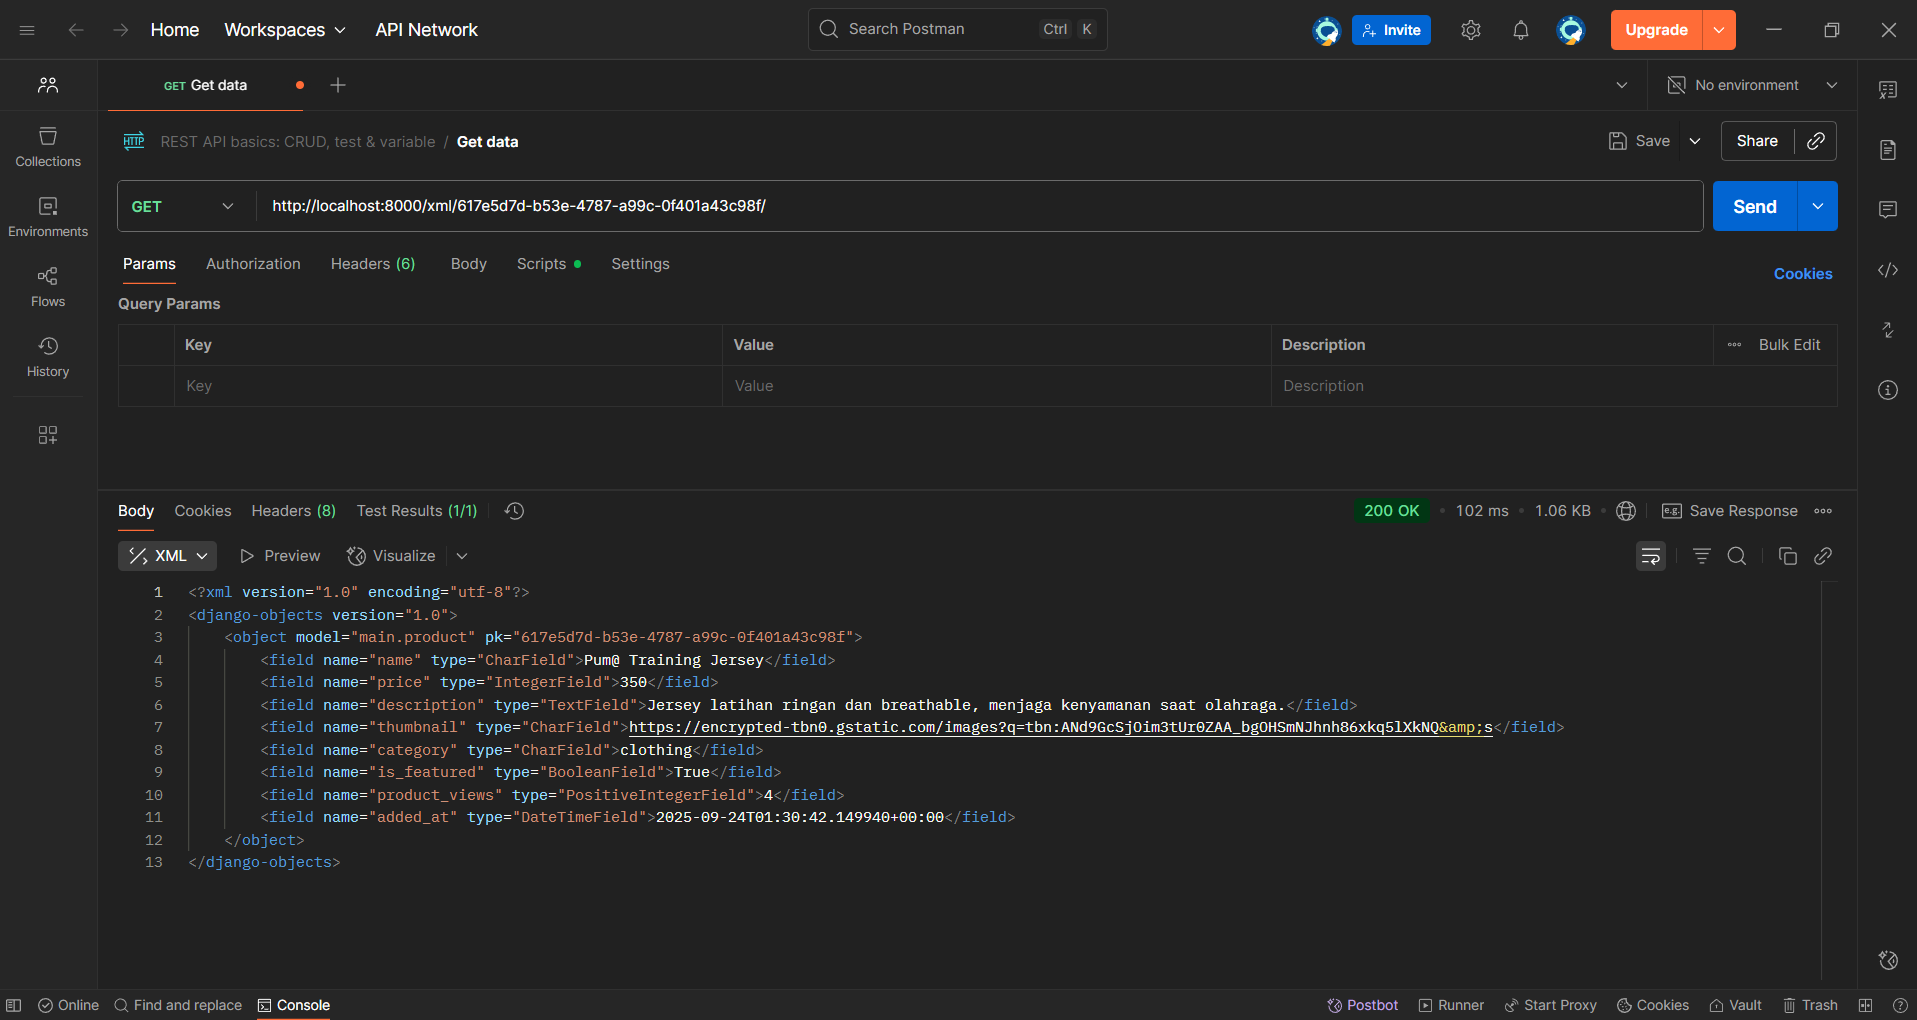 Home Workspaces API Network Search Postman Ctrl K Invite Upgrade
GET Get data No environment
HTTP REST API basics: CRUD, test & variable / Get data Save Share
Collections
Environments
Flows
History
GET http://localhost:8000/xml/617e5d7d-b53e-4787-a99c-0f401a43c98f/ Send
Params Authorization Headers (6) Body Scripts Settings Cookies
Query Params
Key Value Description Bulk Edit
Key Value Description
Body Cookies Headers (8) Test Results (1/1) 200 OK • 102 ms • 1.06 KB • e.g. Save Response
XML Preview Visualize
1 <?xml version="1.0" encoding="utf-8"?>
2 <django-objects version="1.0">
3 <object model="main.product" pk="617e5d7d-b53e-4787-a99c-0f401a43c98f">
4 <field name="name" type="CharField">Pum@ Training Jersey</field>
5 <field name="price" type="IntegerField">350</field>
6 <field name="description" type="TextField">Jersey latihan ringan dan breathable, menjaga kenyamanan saat olahraga.</field>
7 <field name="thumbnail" type="CharField">https://encrypted-tbn0.gstatic.com/images?q=tbn:ANd9GcSjOim3tUr0ZAA_bgOHSmNJhnh86xkq5lXkNQ&amp;s</field>
8 <field name="category" type="CharField">clothing</field>
9 <field name="is_featured" type="BooleanField">True</field>
10 <field name="product_views" type="PositiveIntegerField">4</field>
11 <field name="added_at" type="DateTimeField">2025-09-24T01:30:42.149940+00:00</field>
12 </object>
13 </django-objects>
Online Find and replace Console Postbot Runner Start Proxy Cookies Vault Trash